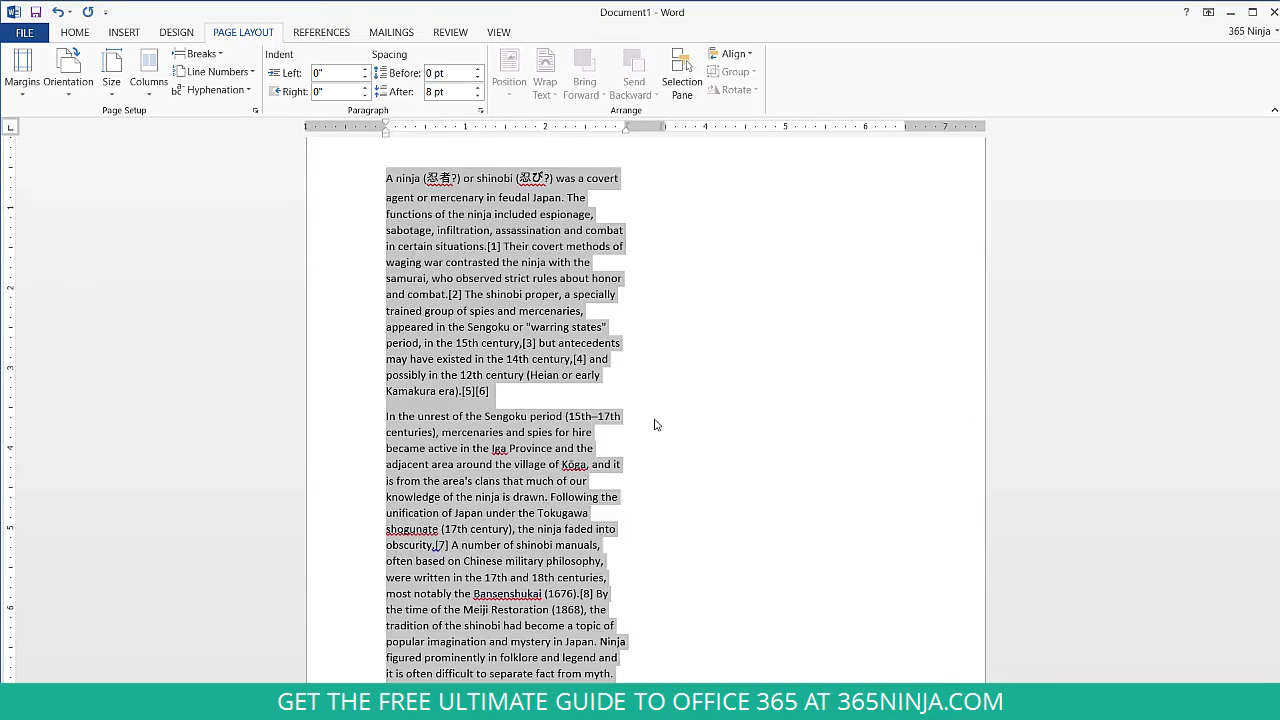 Document1 - Word
?
FILE HOME INSERT DESIGN PAGE LAYOUT REFERENCES MAILINGS REVIEW VIEW 365 Ninja
Margins Orientation Size Columns
Breaks
Line Numbers
Hyphenation
Page Setup
Indent
Left: 0"
Right: 0"
Spacing
Before: 0 pt
After: 8 pt
Paragraph
Position
Wrap Text
Bring Forward
Send Backward
Selection Pane
Align
Group
Rotate
Arrange
1 1 2 4 5 6 7
1
2
3
4
5
6
A ninja (忍者?) or shinobi (忍び?) was a covert
agent or mercenary in feudal Japan. The
functions of the ninja included espionage,
sabotage, infiltration, assassination and combat
in certain situations.[1] Their covert methods of
waging war contrasted the ninja with the
samurai, who observed strict rules about honor
and combat.[2] The shinobi proper, a specially
trained group of spies and mercenaries,
appeared in the Sengoku or "warring states"
period, in the 15th century,[3] but antecedents
may have existed in the 14th century,[4] and
possibly in the 12th century (Heian or early
Kamakura era).[5][6]
In the unrest of the Sengoku period (15th–17th
centuries), mercenaries and spies for hire
became active in the Iga Province and the
adjacent area around the village of Kōga, and it
is from the area's clans that much of our
knowledge of the ninja is drawn. Following the
unification of Japan under the Tokugawa
shogunate (17th century), the ninja faded into
obscurity.[7] A number of shinobi manuals,
often based on Chinese military philosophy,
were written in the 17th and 18th centuries,
most notably the Bansenshukai (1676).[8] By
the time of the Meiji Restoration (1868), the
tradition of the shinobi had become a topic of
popular imagination and mystery in Japan. Ninja
figured prominently in folklore and legend and
it is often difficult to separate fact from myth.
GET THE FREE ULTIMATE GUIDE TO OFFICE 365 AT 365NINJA.COM